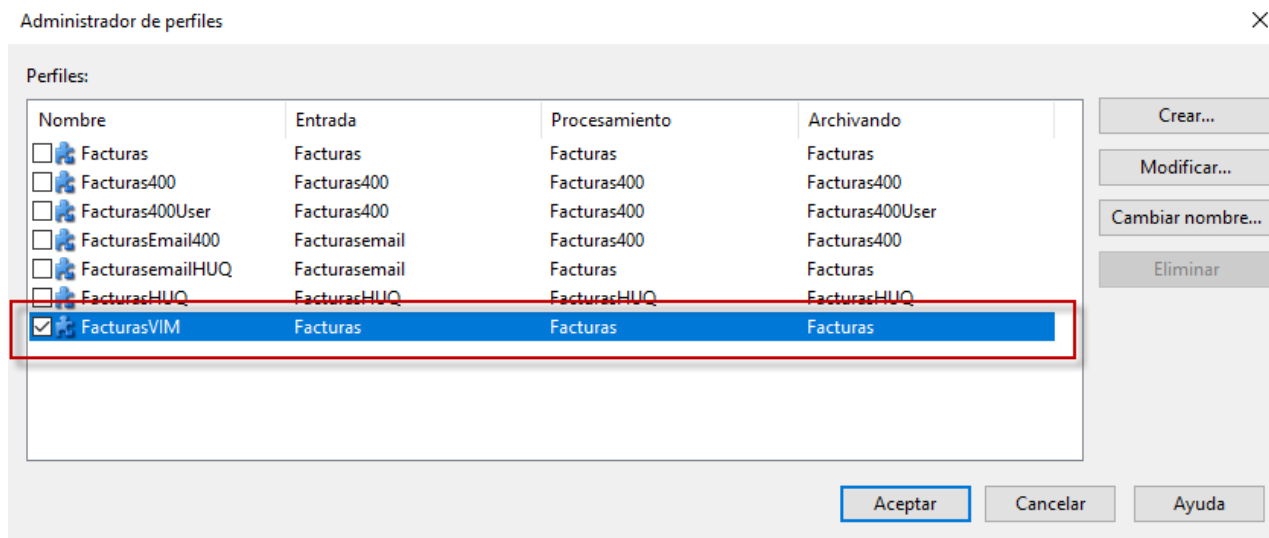 Administrador de perfiles
Perfiles:
Nombre Entrada Procesamiento Archivando
Facturas Facturas Facturas Facturas
Facturas400 Facturas400 Facturas400 Facturas400
Facturas400User Facturas400 Facturas400 Facturas400User
FacturasEmail400 Facturasemail Facturas400 Facturas400
FacturasemailHUQ Facturasemail Facturas Facturas
FacturasHUQ FacturasHUQ FacturasHUQ FacturasHUQ
FacturasVIM Facturas Facturas Facturas
Crear...
Modificar...
Cambiar nombre...
Eliminar
Aceptar Cancelar Ayuda